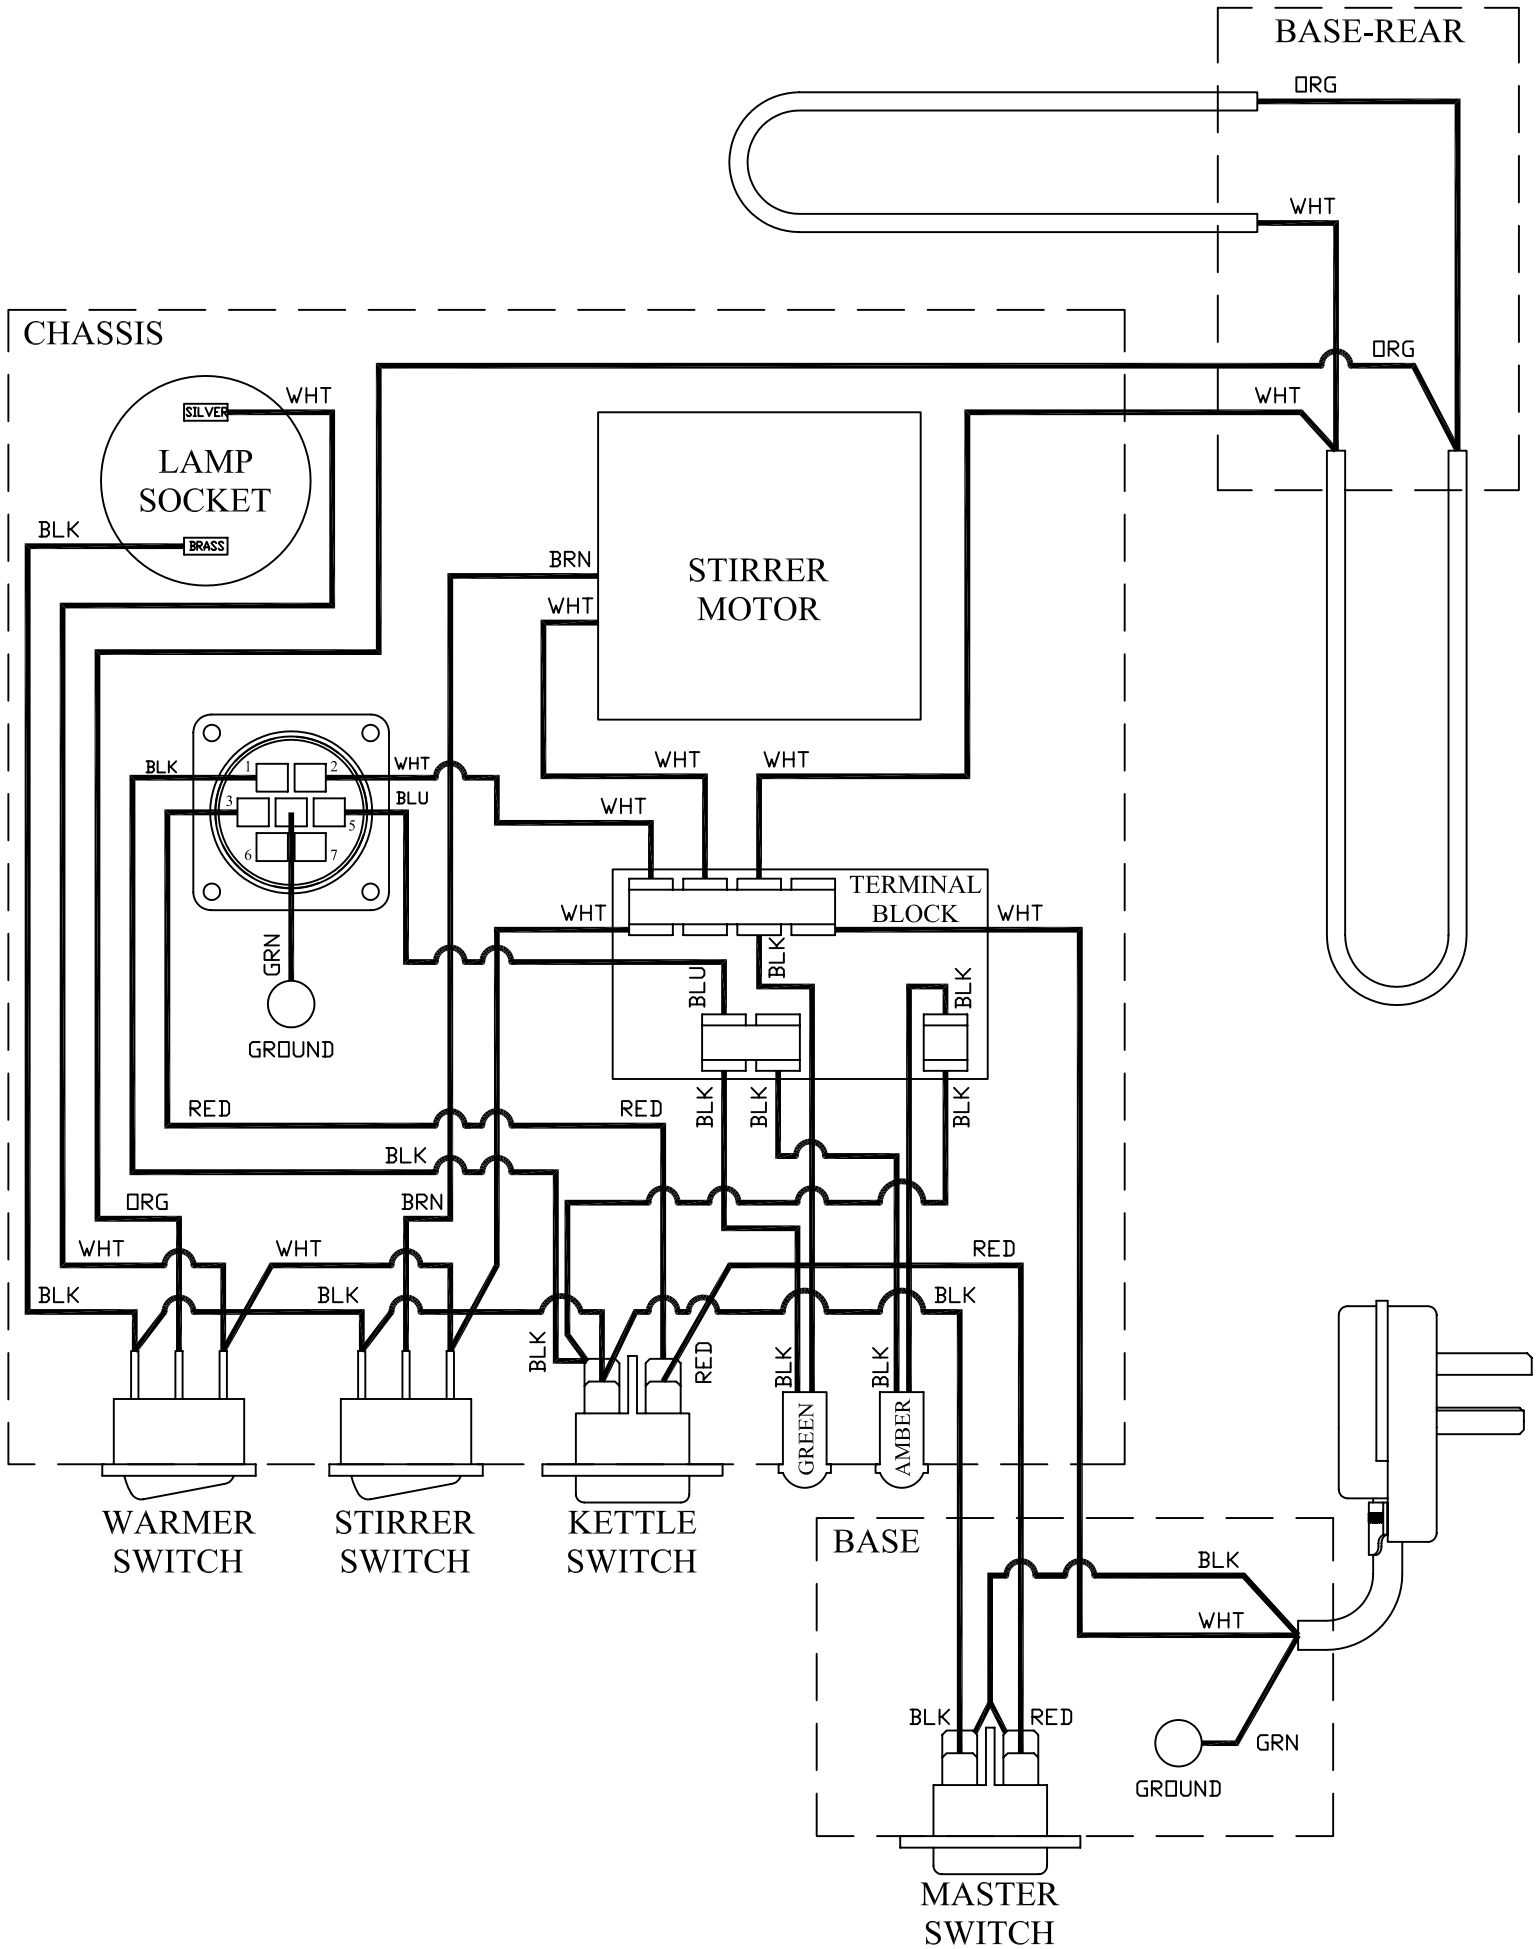 BASE-REAR
ORG
WHT
CHASSIS
ORG
WHT
WHT
SILVER
LAMP
SOCKET
BLK
BRASS
BRN
STIRRER
MOTOR
WHT
WHT
WHT
BLK
1
2
WHT
3
BLU
5
WHT
6
7
TERMINAL
BLOCK
WHT
WHT
GRN
BLK
BLU
BLK
GROUND
RED
RED
BLK
BLK
BLK
BLK
ORG
BRN
WHT
WHT
RED
BLK
BLK
BLK
BLK
RED
BLK
BLK
GREEN
AMBER
WARMER
SWITCH
STIRRER
SWITCH
KETTLE
SWITCH
BASE
BLK
WHT
BLK
RED
GRN
GROUND
MASTER
SWITCH